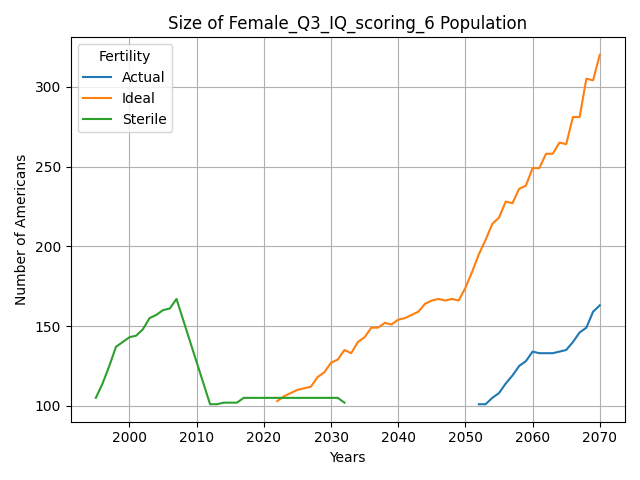 Size of Female_Q3_IQ_scoring_6 Population
Fertility
Actual
Ideal
Sterile
Number of Americans
300
250
200
150
100
2000
2010
2020
2030
2040
2050
2060
2070
Years